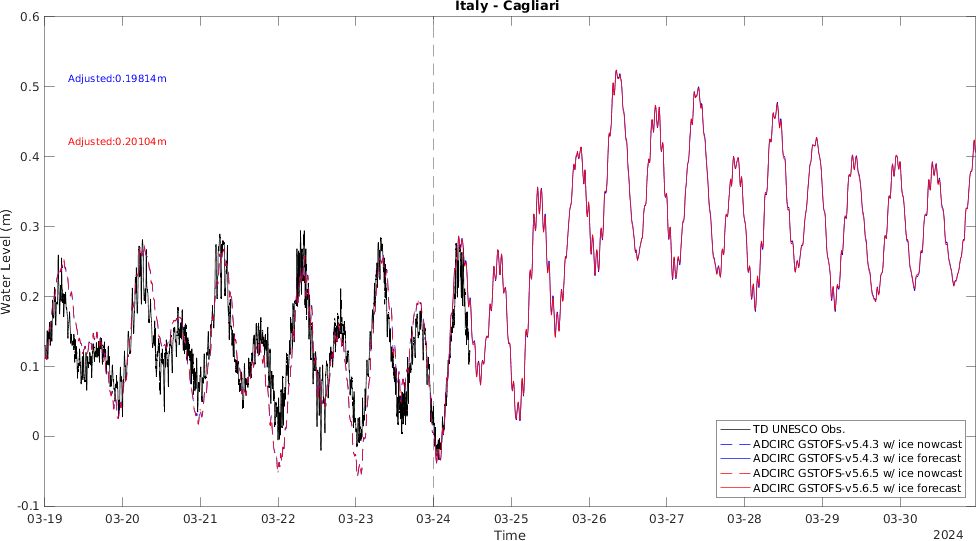 Italy - Cagliari
0.6
0.5
0.4
0.3
0.2
0.1
0
-0.1
Water Level (m)
Adjusted:0.19814m
Adjusted:0.20104m
TD UNESCO Obs.
ADCIRC GSTOFS-v5.4.3 w/ ice nowcast
ADCIRC GSTOFS-v5.4.3 w/ ice forecast
ADCIRC GSTOFS-v5.6.5 w/ ice nowcast
ADCIRC GSTOFS-v5.6.5 w/ ice forecast
03-19 03-20 03-21 03-22 03-23 03-24 03-25 03-26 03-27 03-28 03-29 03-30
Time
2024